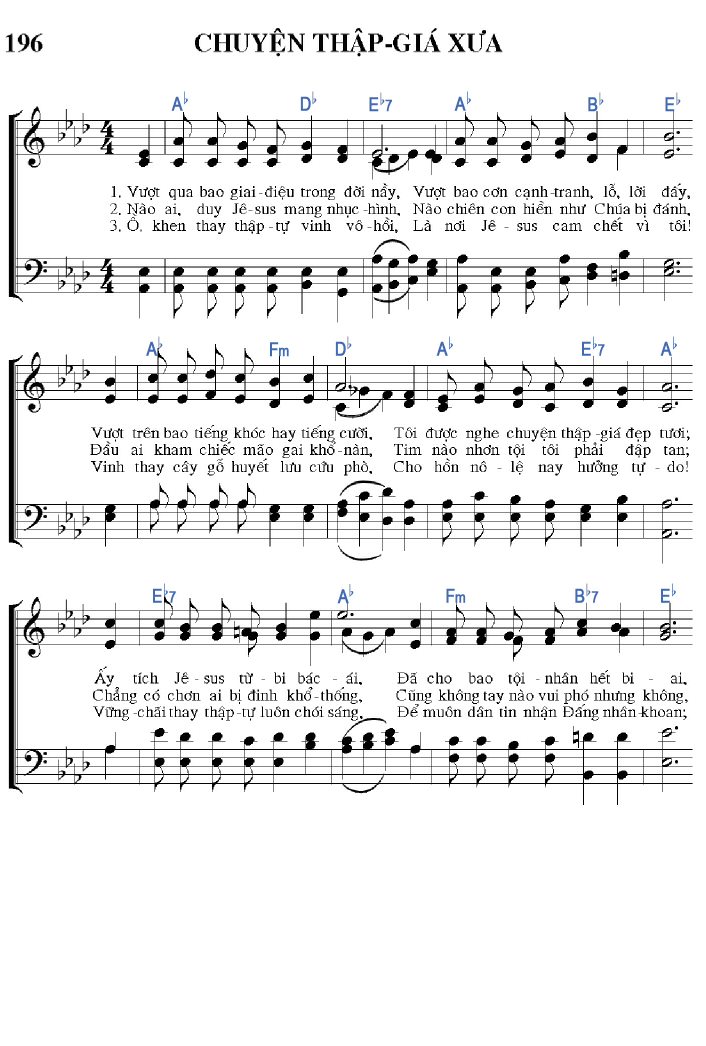 196 CHUYỆN THẬP-GIÁ XƯA
A♭ D♭ E♭7 A♭ B♭ E♭
1. Vượt qua bao giai-điệu trong đời nầy, Vượt bao cơn cạnh-tranh, lỗ, lời đấy,
2. Nào ai, duy Jê-sus mang nhục-hình, Nào chiên con hiền như Chúa bị đánh,
3. Ô, khen thay thập-tự vinh vô-hồi, Là nơi Jê-sus cam chết vì tôi!
A♭ Fm D♭ A♭ E♭7 A♭
Vượt trên bao tiếng khóc hay tiếng cười, Tôi được nghe chuyện thập-giá đẹp tươi;
Đầu ai kham chiếc mão gai khổ-nàn, Tim nào nhơn tội tôi phải đập tan;
Vinh thay cây gỗ huyết lưu cứu phò, Cho hồn nô-lệ nay hưởng tự-do!
E♭7 A♭ Fm B♭7 E♭
Ấy tích Jê-sus từ-bi bác-ái, Đã cho bao tội-nhân hết bi-ai.
Chẳng có chơn ai bị đinh khổ-thống, Cũng không tay nào vui phó nhưng không,
Vững-chãi thay thập-tự luôn chói sáng, Để muôn dân tin nhận Đấng nhân-khoan;